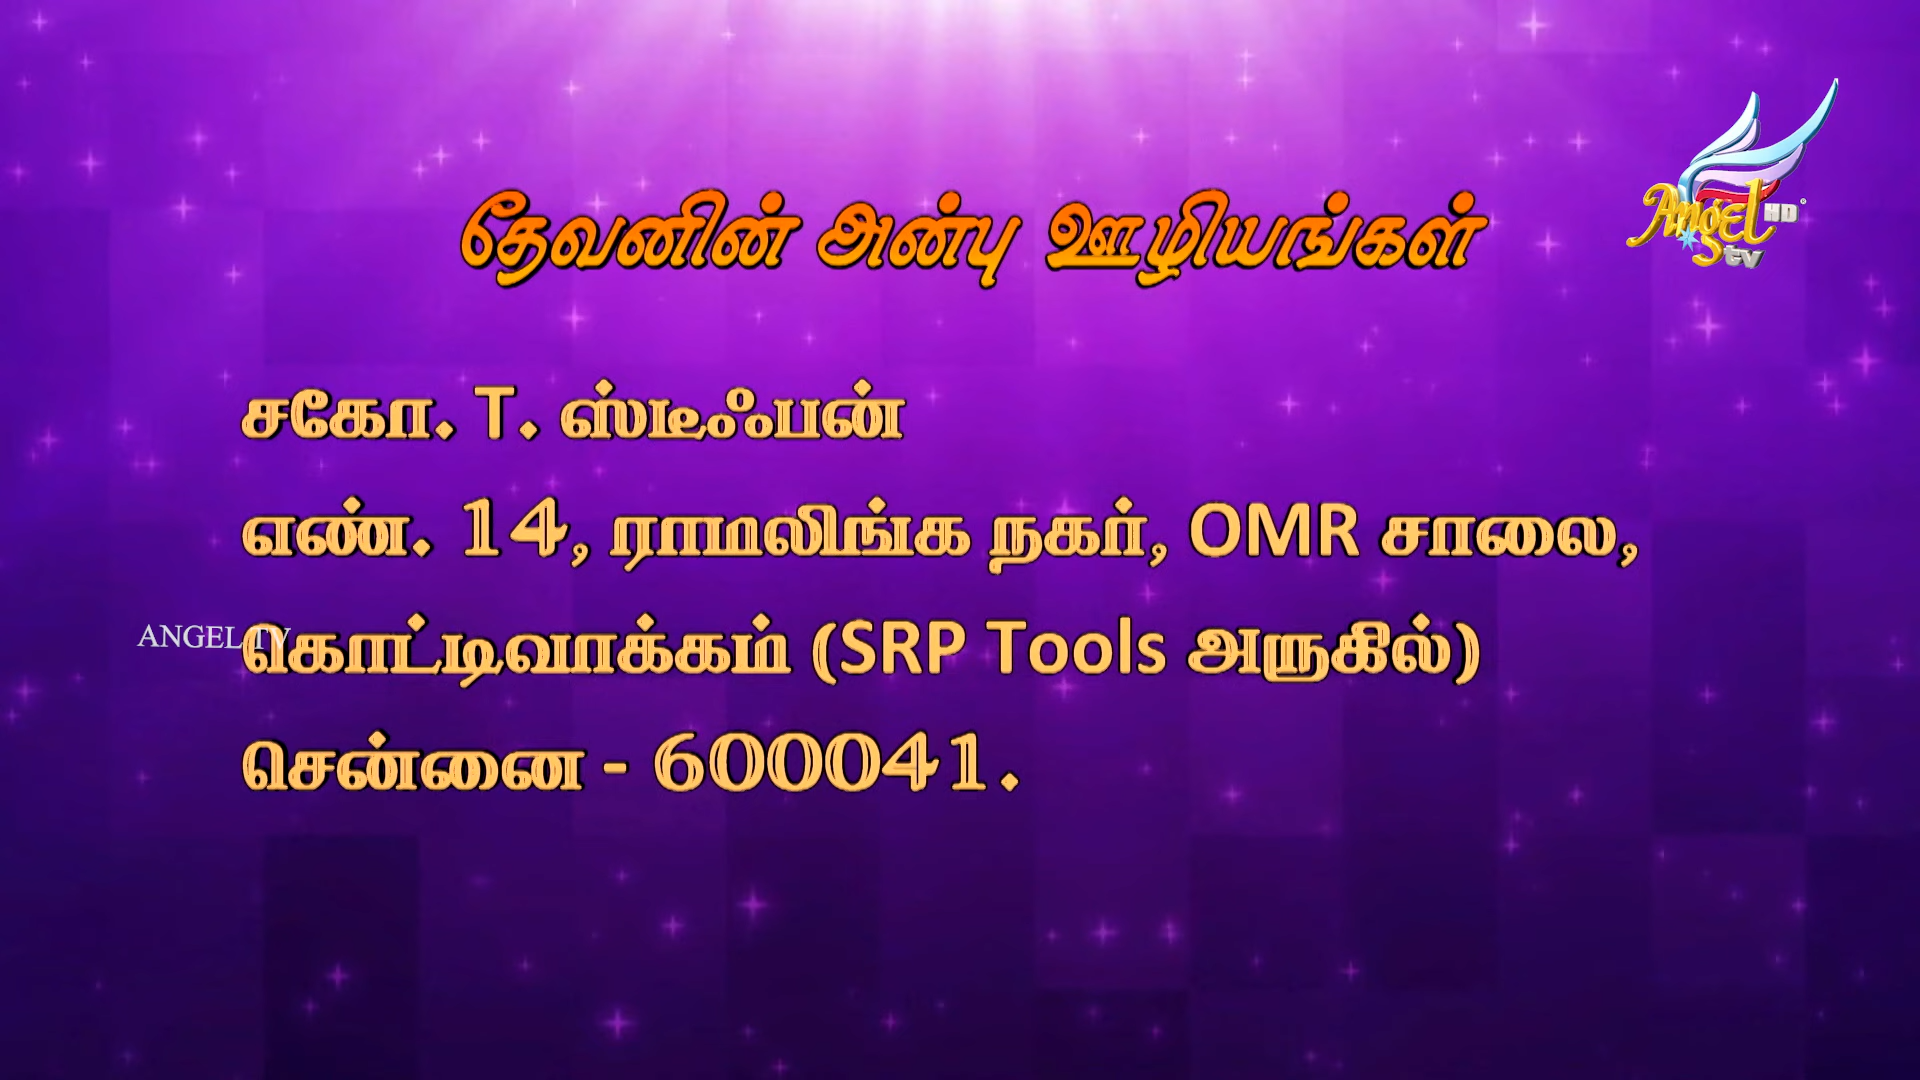 Angel HD
tv
தேவனின் அன்பு ஊழியங்கள்
சகோ. T. ஸ்டீஃபன்
எண். 14, ராமலிங்க நகர், OMR சாலை,
ANGEL TV
கொட்டிவாக்கம் (SRP Tools அருகில்)
சென்னை - 600041.